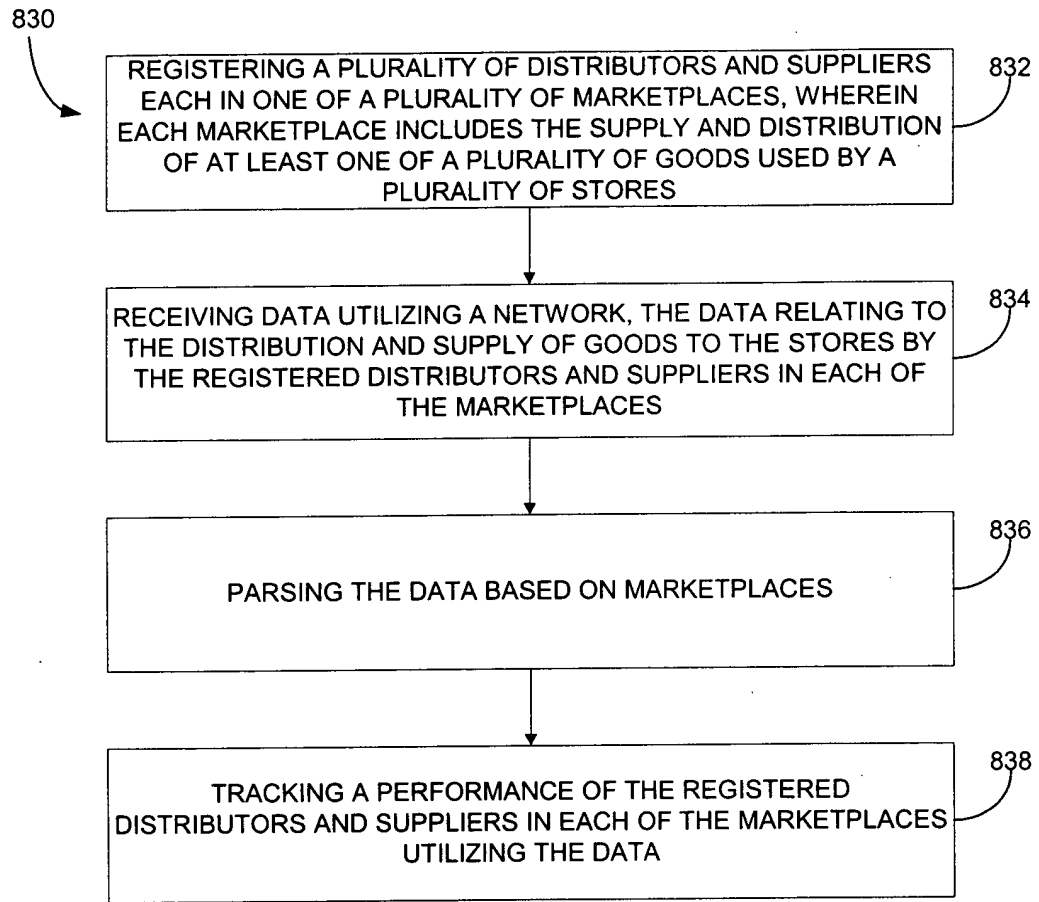 830
REGISTERING A PLURALITY OF DISTRIBUTORS AND SUPPLIERS
EACH IN ONE OF A PLURALITY OF MARKETPLACES, WHEREIN
EACH MARKETPLACE INCLUDES THE SUPPLY AND DISTRIBUTION
OF AT LEAST ONE OF A PLURALITY OF GOODS USED BY A
PLURALITY OF STORES
832
RECEIVING DATA UTILIZING A NETWORK, THE DATA RELATING TO
THE DISTRIBUTION AND SUPPLY OF GOODS TO THE STORES BY
THE REGISTERED DISTRIBUTORS AND SUPPLIERS IN EACH OF
THE MARKETPLACES
834
PARSING THE DATA BASED ON MARKETPLACES
836
TRACKING A PERFORMANCE OF THE REGISTERED
DISTRIBUTORS AND SUPPLIERS IN EACH OF THE MARKETPLACES
UTILIZING THE DATA
838